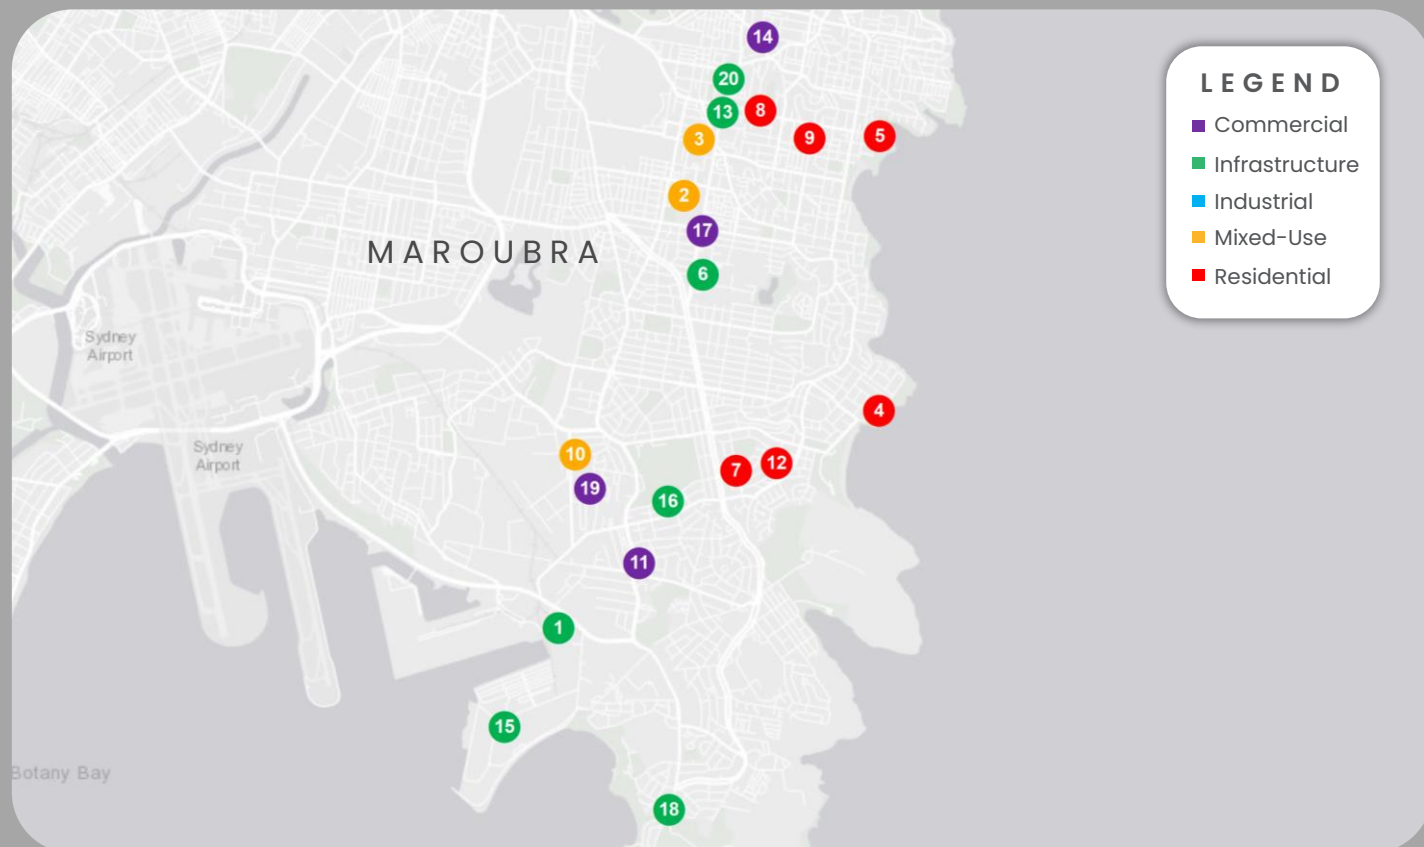 14
20
13
8
3
9
5
2
17
6
MAROUBRA
Sydney
Airport
Sydney
Airport
4
10
19
7
12
16
11
1
15
18
Botany Bay
LEGEND
Commercial
Infrastructure
Industrial
Mixed-Use
Residential